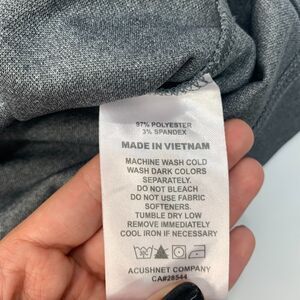 97% POLYESTER
3% SPANDEX
MADE IN VIETNAM
MACHINE WASH COLD
WASH DARK COLORS
SEPARATELY.
DO NOT BLEACH
DO NOT USE FABRIC
SOFTENERS.
TUMBLE DRY LOW
REMOVE IMMEDIATELY
COOL IRON IF NECESSARY
ACUSHNET COMPANY
CA#28544